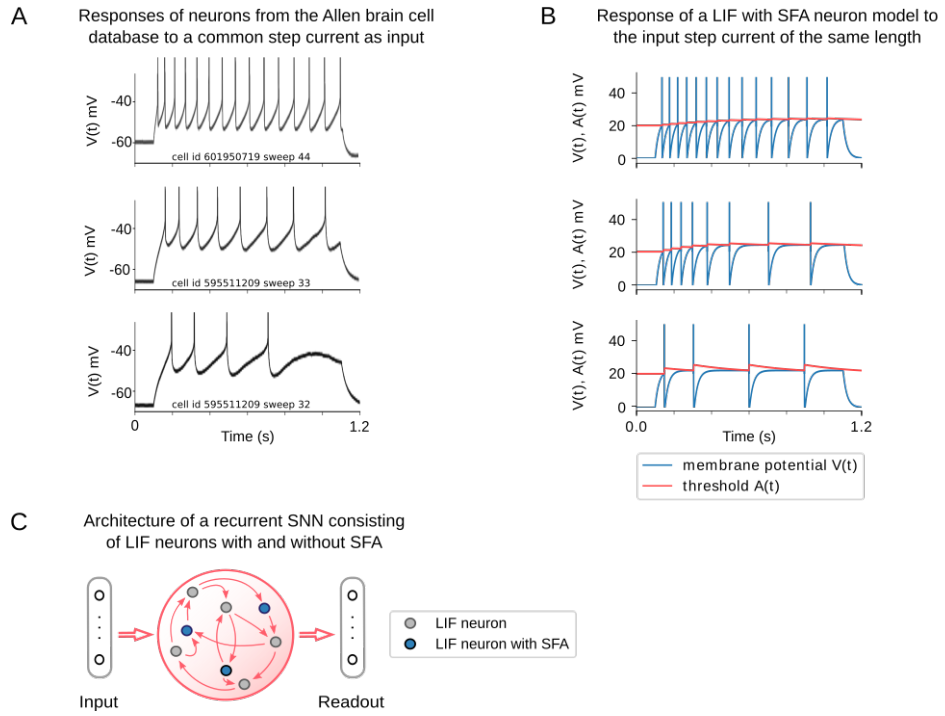 A
Responses of neurons from the Allen brain cell
database to a common step current as input
V(t) mV
-40
-60
cell id 601950719 sweep 44
V(t) mV
-40
-60
cell id 595511209 sweep 33
V(t) mV
-40
-60
cell id 595511209 sweep 32
0
1.2
Time (s)
B
Response of a LIF with SFA neuron model to
the input step current of the same length
V(t), A(t) mV
40
20
0
V(t), A(t) mV
40
20
0
V(t), A(t) mV
40
20
0
0.0
1.2
Time (s)
membrane potential V(t)
threshold A(t)
C
Architecture of a recurrent SNN consisting
of LIF neurons with and without SFA
LIF neuron
LIF neuron with SFA
Input
Readout